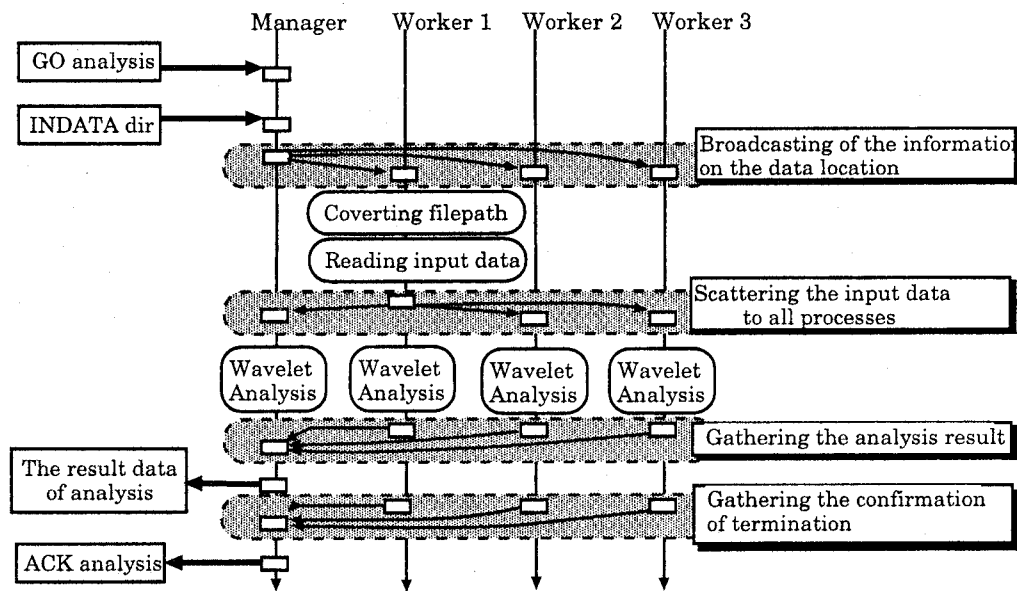 Manager Worker 1 Worker 2 Worker 3
GO analysis
INDATA dir
Broadcasting of the information
on the data location
Coverting filepath
Reading input data
Scattering the input data
to all processes
Wavelet
Analysis
Wavelet
Analysis
Wavelet
Analysis
Wavelet
Analysis
Gathering the analysis result
The result data
of analysis
Gathering the confirmation
of termination
ACK analysis